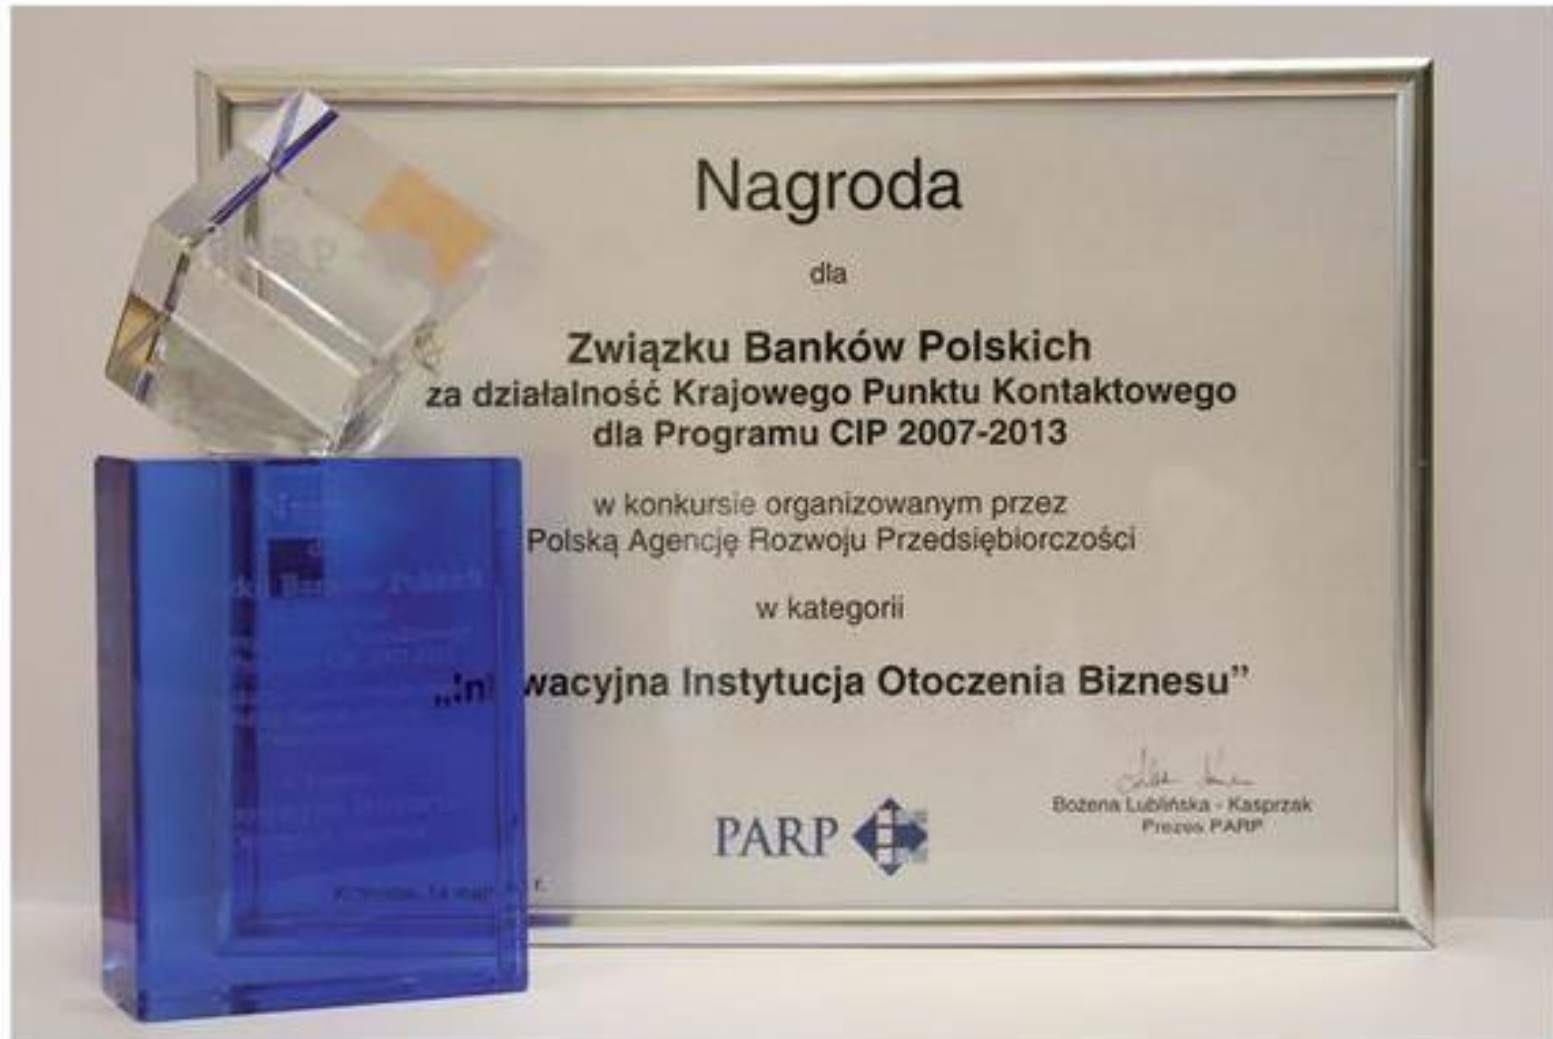 Nagroda
dla
Związku Banków Polskich
za działalność Krajowego Punktu Kontaktowego
dla Programu CIP 2007-2013
w konkursie organizowanym przez
Polską Agencję Rozwoju Przedsiębiorczości
w kategorii
wacyjna Instytucja Otoczenia Biznesu”
Bożena Lublińska - Kasprzak
Prezes PARP
PARP
r.